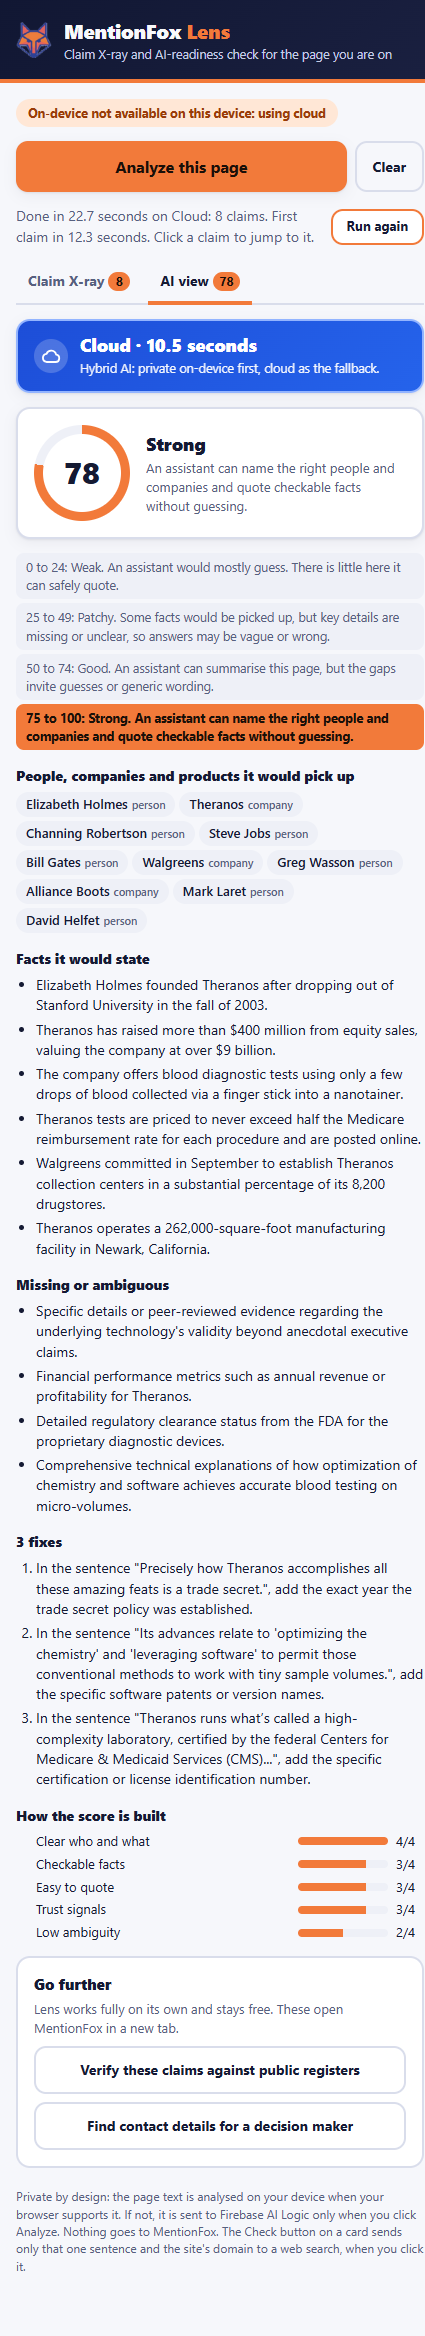 MentionFox Lens
Claim X-ray and AI-readiness check for the page you are on
On-device not available on this device: using cloud
Analyze this page
Clear
Done in 22.7 seconds on Cloud: 8 claims. First
claim in 12.3 seconds. Click a claim to jump to it.
Run again
Claim X-ray 8
AI view 78
Cloud · 10.5 seconds
Hybrid AI: private on-device first, cloud as the fallback.
78
Strong
An assistant can name the right people and
companies and quote checkable facts
without guessing.
0 to 24: Weak. An assistant would mostly guess. There is little here it
can safely quote.
25 to 49: Patchy. Some facts would be picked up, but key details are
missing or unclear, so answers may be vague or wrong.
50 to 74: Good. An assistant can summarise this page, but the gaps
invite guesses or generic wording.
75 to 100: Strong. An assistant can name the right people and
companies and quote checkable facts without guessing.
People, companies and products it would pick up
Elizabeth Holmes person
Theranos company
Channing Robertson person
Steve Jobs person
Bill Gates person
Walgreens company
Greg Wasson person
Alliance Boots company
Mark Laret person
David Helfet person
Facts it would state
• Elizabeth Holmes founded Theranos after dropping out of
Stanford University in the fall of 2003.
• Theranos has raised more than $400 million from equity sales,
valuing the company at over $9 billion.
• The company offers blood diagnostic tests using only a few
drops of blood collected via a finger stick into a nanotainer.
• Theranos tests are priced to never exceed half the Medicare
reimbursement rate for each procedure and are posted online.
• Walgreens committed in September to establish Theranos
collection centers in a substantial percentage of its 8,200
drugstores.
• Theranos operates a 262,000-square-foot manufacturing
facility in Newark, California.
Missing or ambiguous
• Specific details or peer-reviewed evidence regarding the
underlying technology's validity beyond anecdotal executive
claims.
• Financial performance metrics such as annual revenue or
profitability for Theranos.
• Detailed regulatory clearance status from the FDA for the
proprietary diagnostic devices.
• Comprehensive technical explanations of how optimization of
chemistry and software achieves accurate blood testing on
micro-volumes.
3 fixes
1. In the sentence "Precisely how Theranos accomplishes all
these amazing feats is a trade secret.", add the exact year the
trade secret policy was established.
2. In the sentence "Its advances relate to 'optimizing the
chemistry' and 'leveraging software' to permit those
conventional methods to work with tiny sample volumes.", add
the specific software patents or version names.
3. In the sentence "Theranos runs what's called a high-
complexity laboratory, certified by the federal Centers for
Medicare & Medicaid Services (CMS)...", add the specific
certification or license identification number.
How the score is built
Clear who and what 4/4
Checkable facts 3/4
Easy to quote 3/4
Trust signals 3/4
Low ambiguity 2/4
Go further
Lens works fully on its own and stays free. These open
MentionFox in a new tab.
Verify these claims against public registers
Find contact details for a decision maker
Private by design: the page text is analysed on your device when your
browser supports it. If not, it is sent to Firebase AI Logic only when you click
Analyze. Nothing goes to MentionFox. The Check button on a card sends
only that one sentence and the site's domain to a web search, when you click
it.